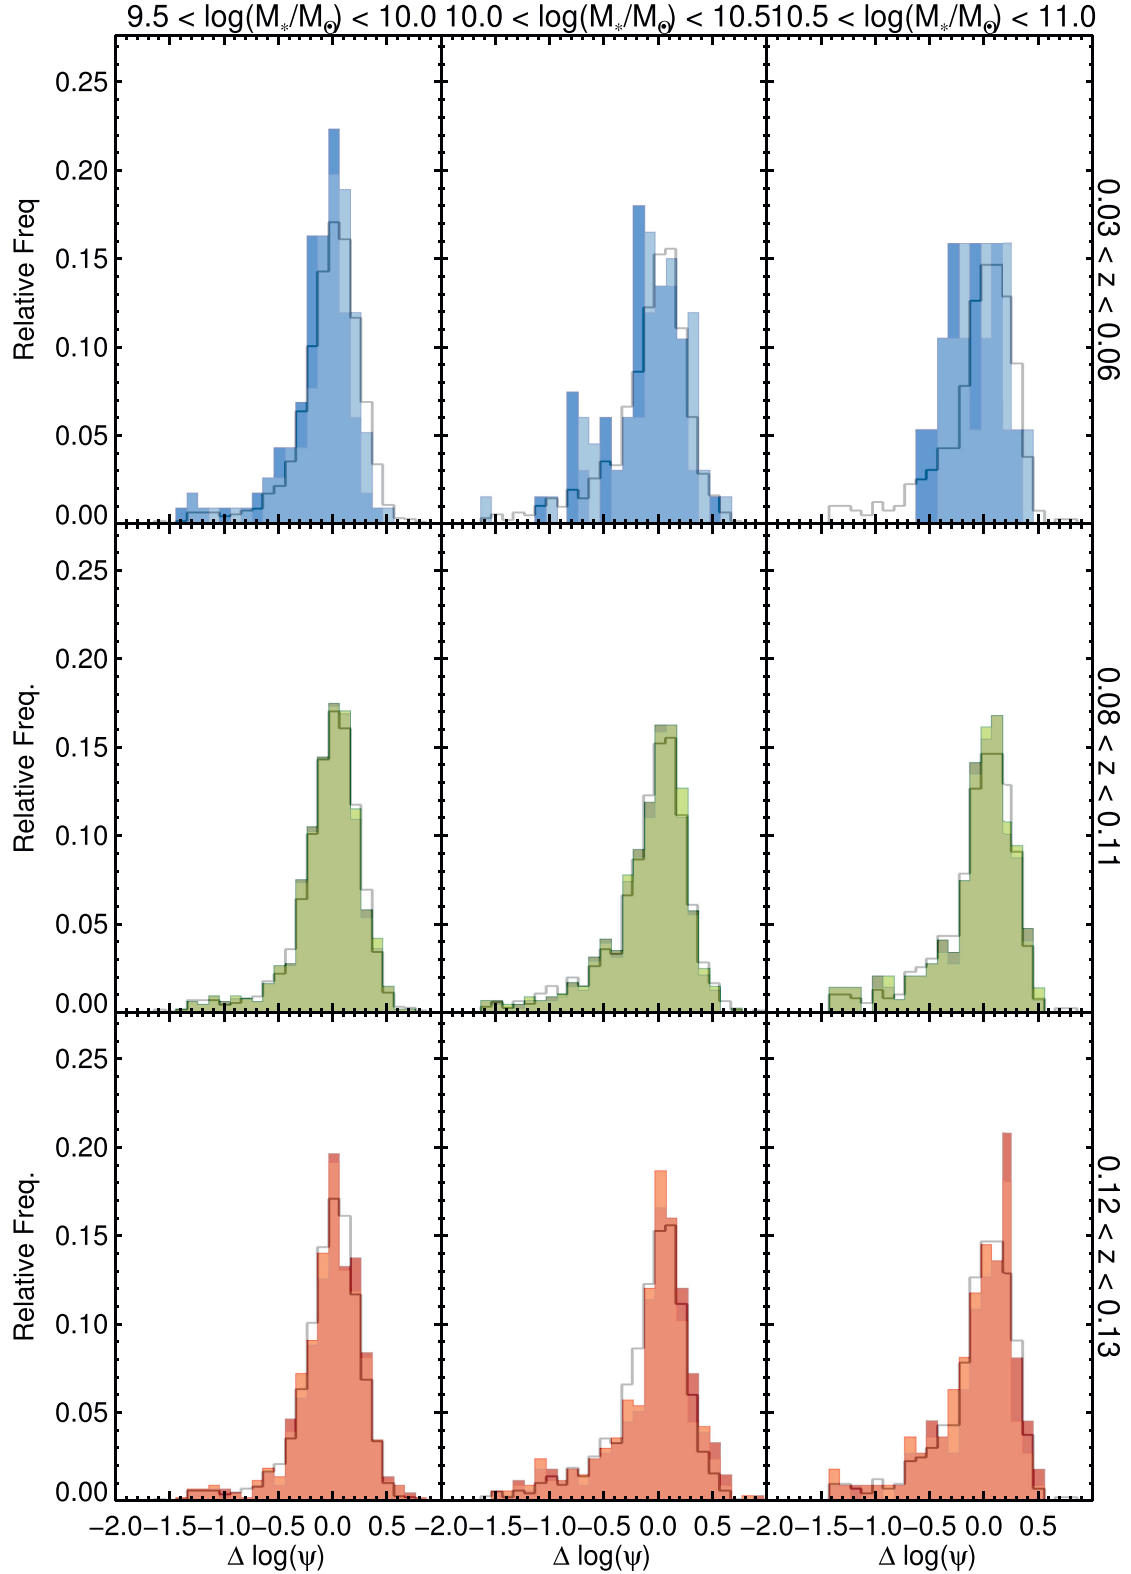 9.5 < log(M*/M⊙) < 10.0 10.0 < log(M*/M⊙) < 10.5 10.5 < log(M*/M⊙) < 11.0
0.25
0.20
0.15
0.10
0.05
0.00
Relative Freq
0.03 < z < 0.06
0.25
0.20
0.15
0.10
0.05
0.00
Relative Freq.
0.08 < z < 0.11
0.25
0.20
0.15
0.10
0.05
0.00
Relative Freq.
0.12 < z < 0.13
−2.0 −1.5 −1.0 −0.5 0.0 0.5 −2.0 −1.5 −1.0 −0.5 0.0 0.5 −2.0 −1.5 −1.0 −0.5 0.0 0.5
Δ log(ψ) Δ log(ψ) Δ log(ψ)